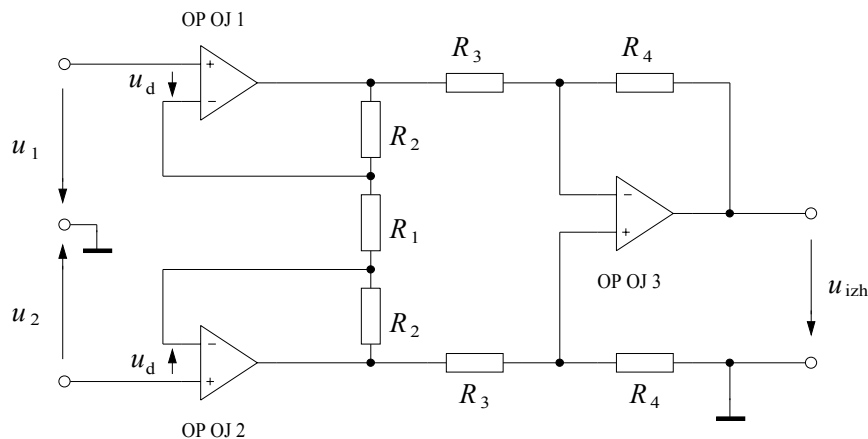 OP OJ 1
R3
R4
+
ud
−
R2
u1
−
R1
+
OP OJ 3
uizh
u2
−
R2
ud
+
R3
R4
OP OJ 2